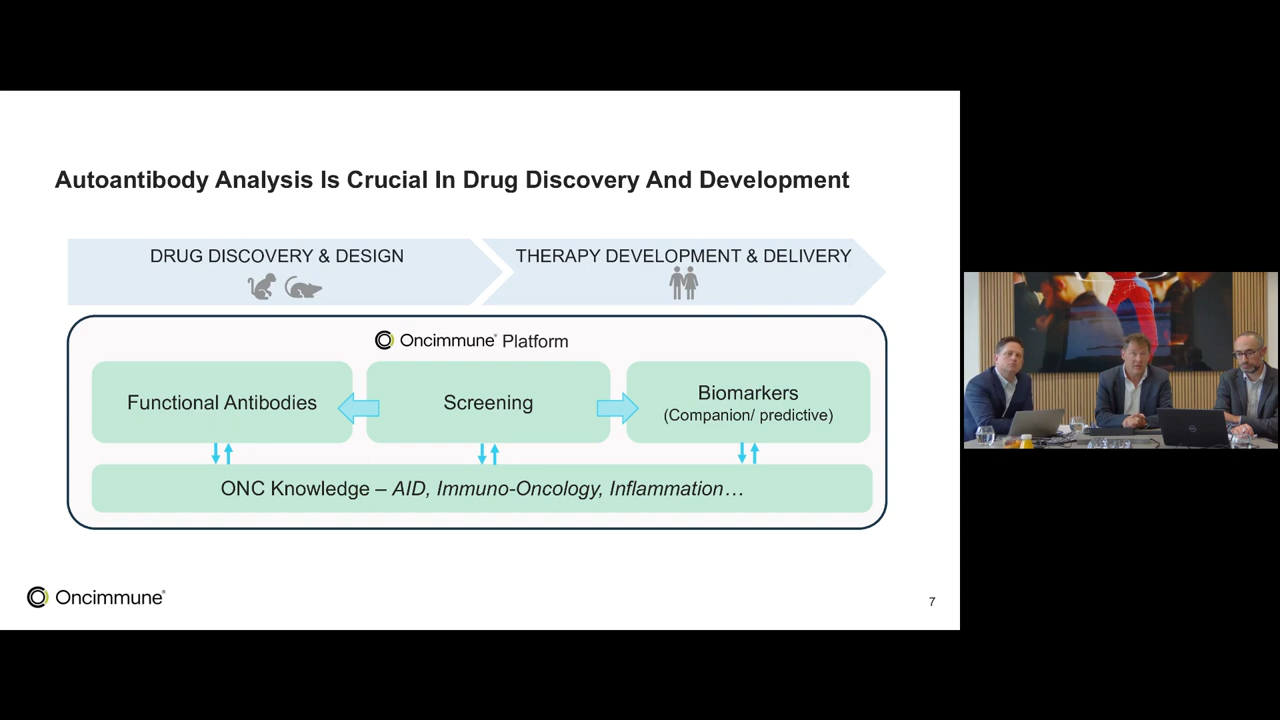 Autoantibody Analysis Is Crucial In Drug Discovery And Development
DRUG DISCOVERY & DESIGN
THERAPY DEVELOPMENT & DELIVERY
Oncimmune® Platform
Functional Antibodies
Screening
Biomarkers
(Companion/ predictive)
ONC Knowledge – AID, Immuno-Oncology, Inflammation…
Oncimmune®
7